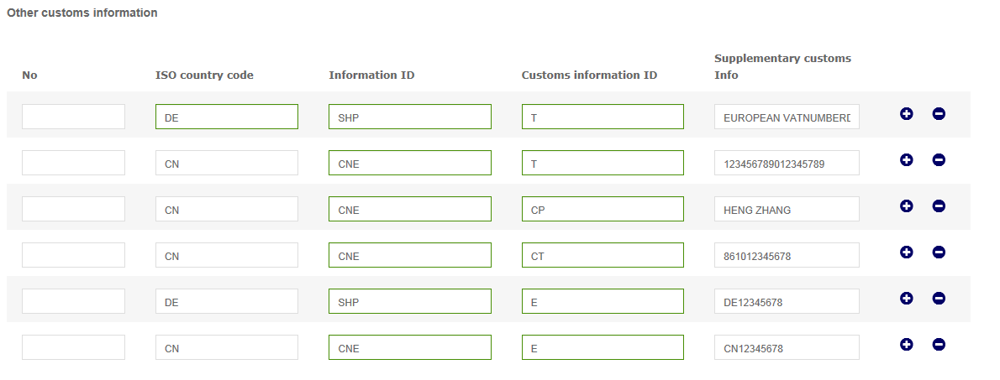 Other customs information
Supplementary customs
No ISO country code Information ID Customs information ID Info
DE SHP T EUROPEAN VATNUMBERD
CN CNE T 123456789012345789
CN CNE CP HENG ZHANG
CN CNE CT 861012345678
DE SHP E DE12345678
CN CNE E CN12345678